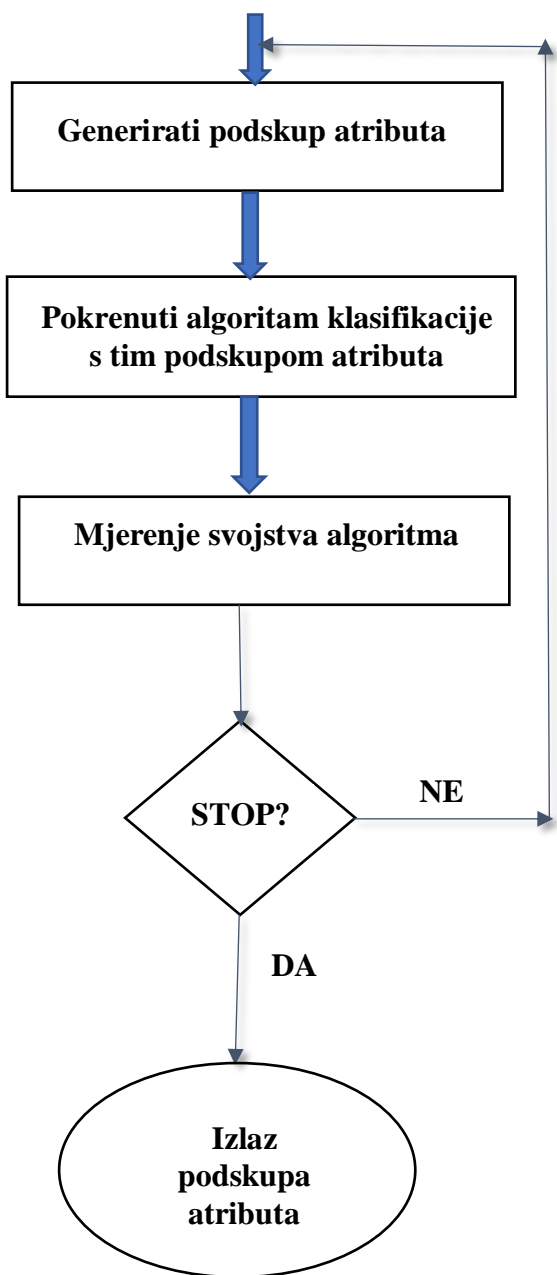 Generirati podskup atributa
Pokrenuti algoritam klasifikacije
s tim podskupom atributa
Mjerenje svojstva algoritma
STOP?
NE
DA
Izlaz
podskupa
atributa